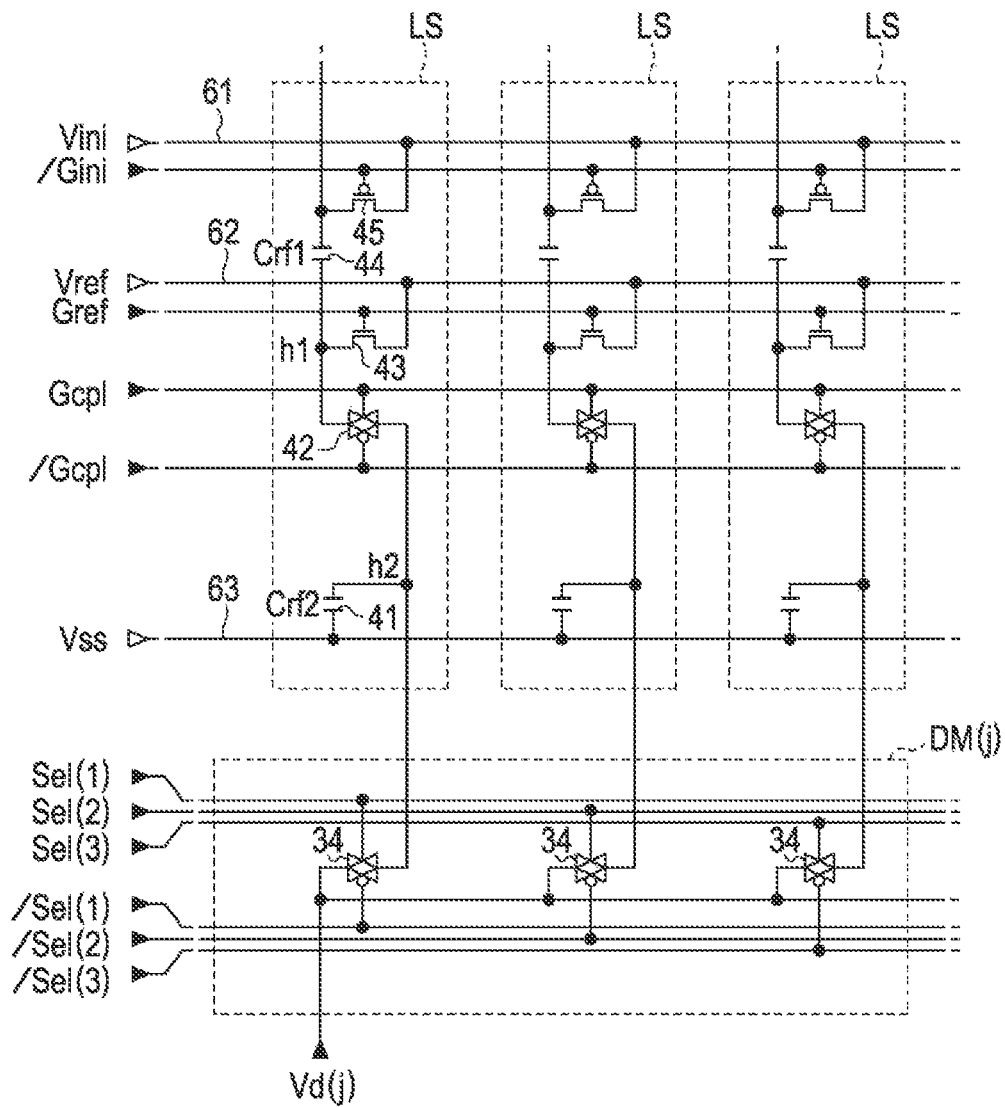 LS LS LS
61
Vini
/Gini
45
62
Crf1
44
Vref
Gref
h1
43
Gcpl
42
/Gcpl
h2
63
Crf2
41
Vss
DM(j)
Sel(1)
Sel(2)
Sel(3)
34 34 34
/Sel(1)
/Sel(2)
/Sel(3)
Vd(j)